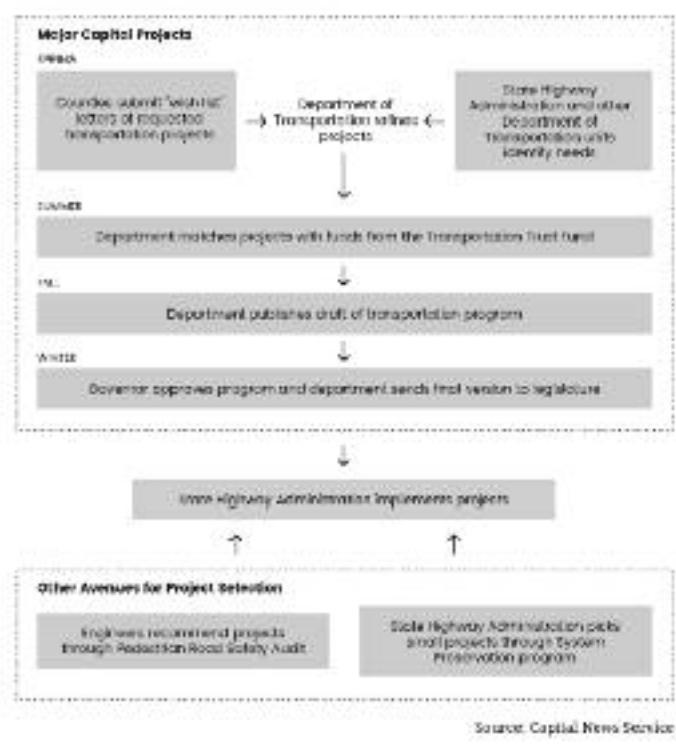 Major Capital Projects
SPRING
Counties submit "wish list"
letters of requested
transportation projects
Department of
Transportation refines
projects
State Highway
Administration and other
Department of
Transportation units
identify needs
SUMMER
Department matches projects with funds from the Transportation Trust Fund
FALL
Department publishes draft of transportation program
WINTER
Governor approves program and department sends final version to legislature
State Highway Administration implements projects
Other Avenues for Project Selection
Engineers recommend projects
through Pedestrian Road Safety Audit
State Highway Administration picks
small projects through System
Preservation program
Source: Capital News Service